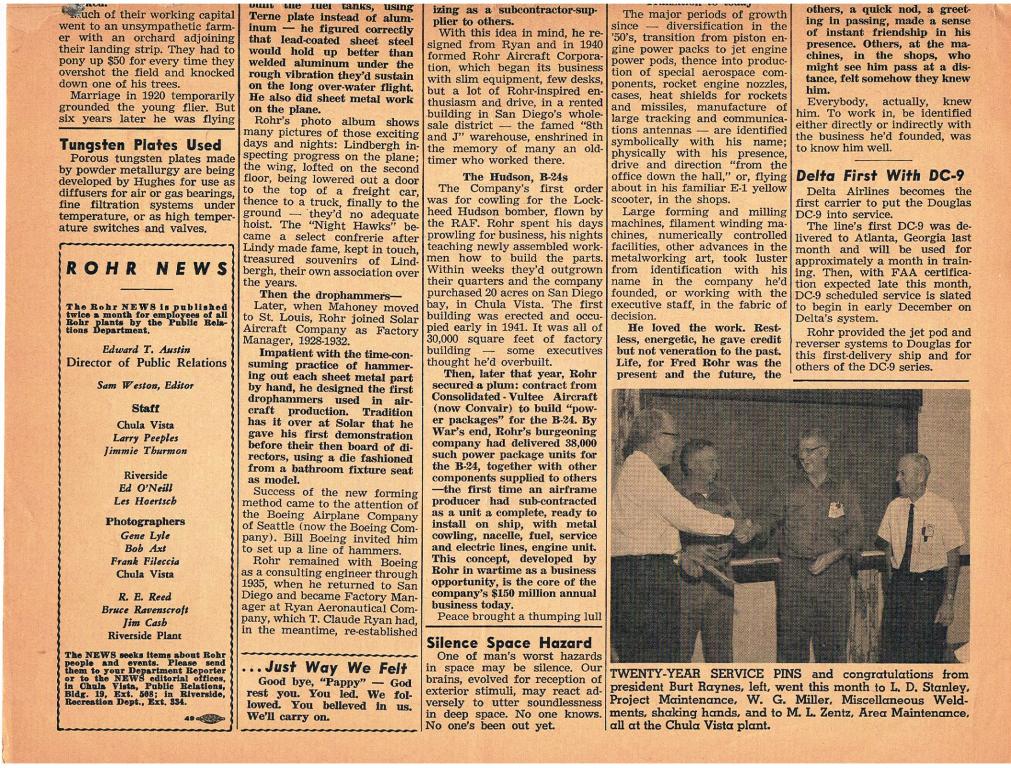 much of their working capital
went to an unsympathetic farm-
er with an orchard adjoining
their landing strip. They had to
pony up $50 for every time they
overshot the field and knocked
down one of his trees.
Marriage in 1920 temporarily
grounded the young flier. But
six years later he was flying
Tungsten Plates Used
Porous tungsten plates made
by powder metallurgy are being
developed by Hughes for use as
diffusers for air or gas bearings,
fine filtration systems under
temperature, or as high temper-
ature switches and valves.
ROHR NEWS
The Rohr NEWS is published
twice a month for employees of all
Rohr plants by the Public Rela-
tions Department.
Edward T. Austin
Director of Public Relations
Sam Weston, Editor
Staff
Chula Vista
Larry Peeples
Jimmie Thurmon
Riverside
Ed O'Neill
Les Hoertsch
Photographers
Gene Lyle
Bob Axt
Frank Fileccia
Chula Vista
R. E. Reed
Bruce Ravenscroft
Jim Cash
Riverside Plant
The NEWS seeks items about Rohr
people and events. Please send
them to your Department Reporter
or to the NEWS editorial offices,
in Chula Vista, Public Relations,
Bldg. 19, Ext. 508; in Riverside,
Recreation Dept., Ext. 334.
49
built the fuel tanks, using
Terne plate instead of alum-
inum — he figured correctly
that lead-coated sheet steel
would hold up better than
welded aluminum under the
rough vibration they'd sustain
on the long over-water flight.
He also did sheet metal work
on the plane.
Rohr's photo album shows
many pictures of those exciting
days and nights: Lindbergh in-
specting progress on the plane;
the wing, lofted on the second
floor, being lowered out a door
to the top of a freight car,
thence to a truck, finally to the
ground — they'd no adequate
hoist. The "Night Hawks" be-
came a select confrerie after
Lindy made fame, kept in touch,
treasured souvenirs of Lind-
bergh, their own association over
the years.
Then the drophammers—
Later, when Mahoney moved
to St. Louis, Rohr joined Solar
Aircraft Company as Factory
Manager, 1928-1932.
Impatient with the time-con-
suming practice of hammer-
ing out each sheet metal part
by hand, he designed the first
drophammers used in air-
craft production. Tradition
has it over at Solar that he
gave his first demonstration
before their then board of di-
rectors, using a die fashioned
from a bathroom fixture seat
as model.
Success of the new forming
method came to the attention of
the Boeing Airplane Company
of Seattle (now the Boeing Com-
pany). Bill Boeing invited him
to set up a line of hammers.
Rohr remained with Boeing
as a consulting engineer through
1935, when he returned to San
Diego and became Factory Man-
ager at Ryan Aeronautical Com-
pany, which T. Claude Ryan had,
in the meantime, re-established
...Just Way We Felt
Good bye, "Pappy" — God
rest you. You led. We fol-
lowed. You believed in us.
We'll carry on.
izing as a subcontractor-sup-
plier to others.
With this idea in mind, he re-
signed from Ryan and in 1940
formed Rohr Aircraft Corpora-
tion, which began its business
with slim equipment, few desks,
but a lot of Rohr-inspired en-
thusiasm and drive, in a rented
building in San Diego's whole-
sale district — the famed "8th
and J" warehouse, enshrined in
the memory of many an old-
timer who worked there.
The Hudson, B-24s
The Company's first order
was for cowling for the Lock-
heed Hudson bomber, flown by
the RAF. Rohr spent his days
prowling for business, his nights
teaching newly assembled work-
men how to build the parts.
Within weeks they'd outgrown
their quarters and the company
purchased 20 acres on San Diego
bay, in Chula Vista. The first
building was erected and occu-
pied early in 1941. It was all of
30,000 square feet of factory
building — some executives
thought he'd overbuilt.
Then, later that year, Rohr
secured a plum: contract from
Consolidated-Vultee Aircraft
(now Convair) to build "pow-
er packages" for the B-24. By
War's end, Rohr's burgeoning
company had delivered 38,000
such power package units for
the B-24, together with other
components supplied to others
—the first time an airframe
producer had sub-contracted
as a unit a complete, ready to
install on ship, with metal
cowling, nacelle, fuel, service
and electric lines, engine unit.
This concept, developed by
Rohr in wartime as a business
opportunity, is the core of the
company's $150 million annual
business today.
Peace brought a thumping lull
Silence Space Hazard
One of man's worst hazards
in space may be silence. Our
brains, evolved for reception of
exterior stimuli, may react ad-
versely to utter soundlessness
in deep space. No one knows.
No one's been out yet.
The major periods of growth
since — diversification in the
'50's, transition from piston en-
gine power packs to jet engine
power pods, thence into produc-
tion of special aerospace com-
ponents, rocket engine nozzles,
cases, heat shields for rockets
and missiles, manufacture of
large tracking and communica-
tions antennas — are identified
symbolically with his name;
physically with his presence,
drive and direction "from the
office down the hall," or, flying
about in his familiar E-1 yellow
scooter, in the shops.
Large forming and milling
machines, filament winding ma-
chines, numerically controlled
facilities, other advances in the
metalworking art, took luster
from identification with his
name in the company he'd
founded, or working with the
executive staff, in the fabric of
decision.
He loved the work. Rest-
less, energetic, he gave credit
but not veneration to the past.
Life, for Fred Rohr was the
present and the future, the
others, a quick nod, a greet-
ing in passing, made a sense
of instant friendship in his
presence. Others, at the ma-
chines, in the shops, who
might see him pass at a dis-
tance, felt somehow they knew
him.
Everybody, actually, knew
him. To work in, be identified
either directly or indirectly with
the business he'd founded, was
to know him well.
Delta First With DC-9
Delta Airlines becomes the
first carrier to put the Douglas
DC-9 into service.
The line's first DC-9 was de-
livered to Atlanta, Georgia last
month and will be used for
approximately a month in train-
ing. Then, with FAA certifica-
tion expected late this month,
DC-9 scheduled service is slated
to begin in early December on
Delta's system.
Rohr provided the jet pod and
reverser systems to Douglas for
this first-delivery ship and for
others of the DC-9 series.
TWENTY-YEAR SERVICE PINS and congratulations from
president Burt Raynes, left, went this month to L. D. Stanley,
Project Maintenance, W. G. Miller, Miscellaneous Weld-
ments, shaking hands, and to M. L. Zentz, Area Maintenance,
all at the Chula Vista plant.